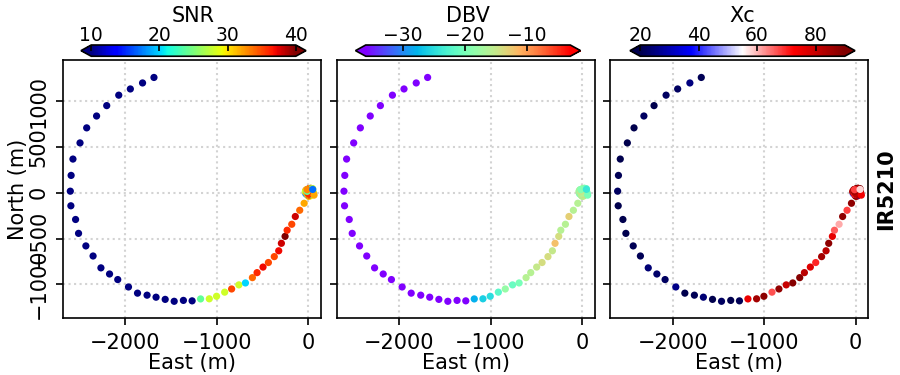 SNR
10 20 30 40
DBV
−30 −20 −10
Xc
20 40 60 80
North (m)
1000
500
0
−500
−1000
−2000 −1000 0
East (m)
−2000 −1000 0
East (m)
−2000 −1000 0
East (m)
IR5210